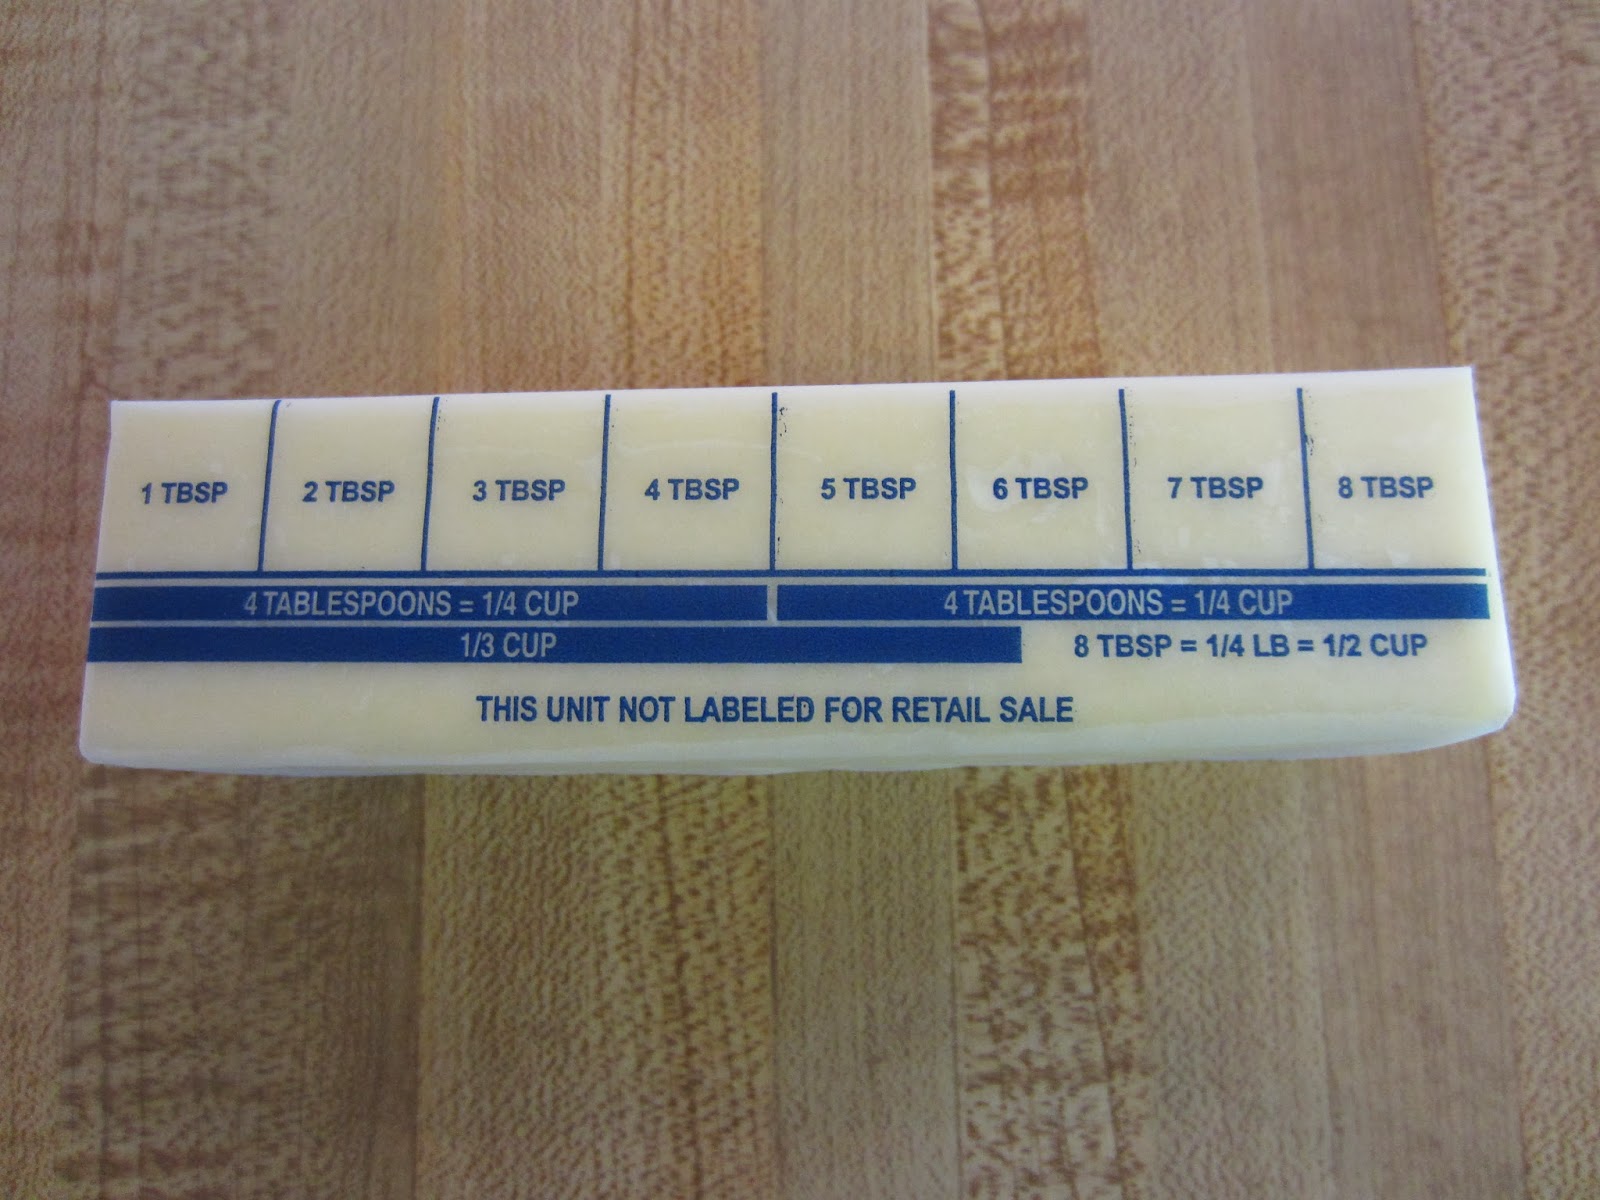 1 TBSP 2 TBSP 3 TBSP 4 TBSP 5 TBSP 6 TBSP 7 TBSP 8 TBSP
4 TABLESPOONS = 1/4 CUP 4 TABLESPOONS = 1/4 CUP
1/3 CUP 8 TBSP = 1/4 LB = 1/2 CUP
THIS UNIT NOT LABELED FOR RETAIL SALE